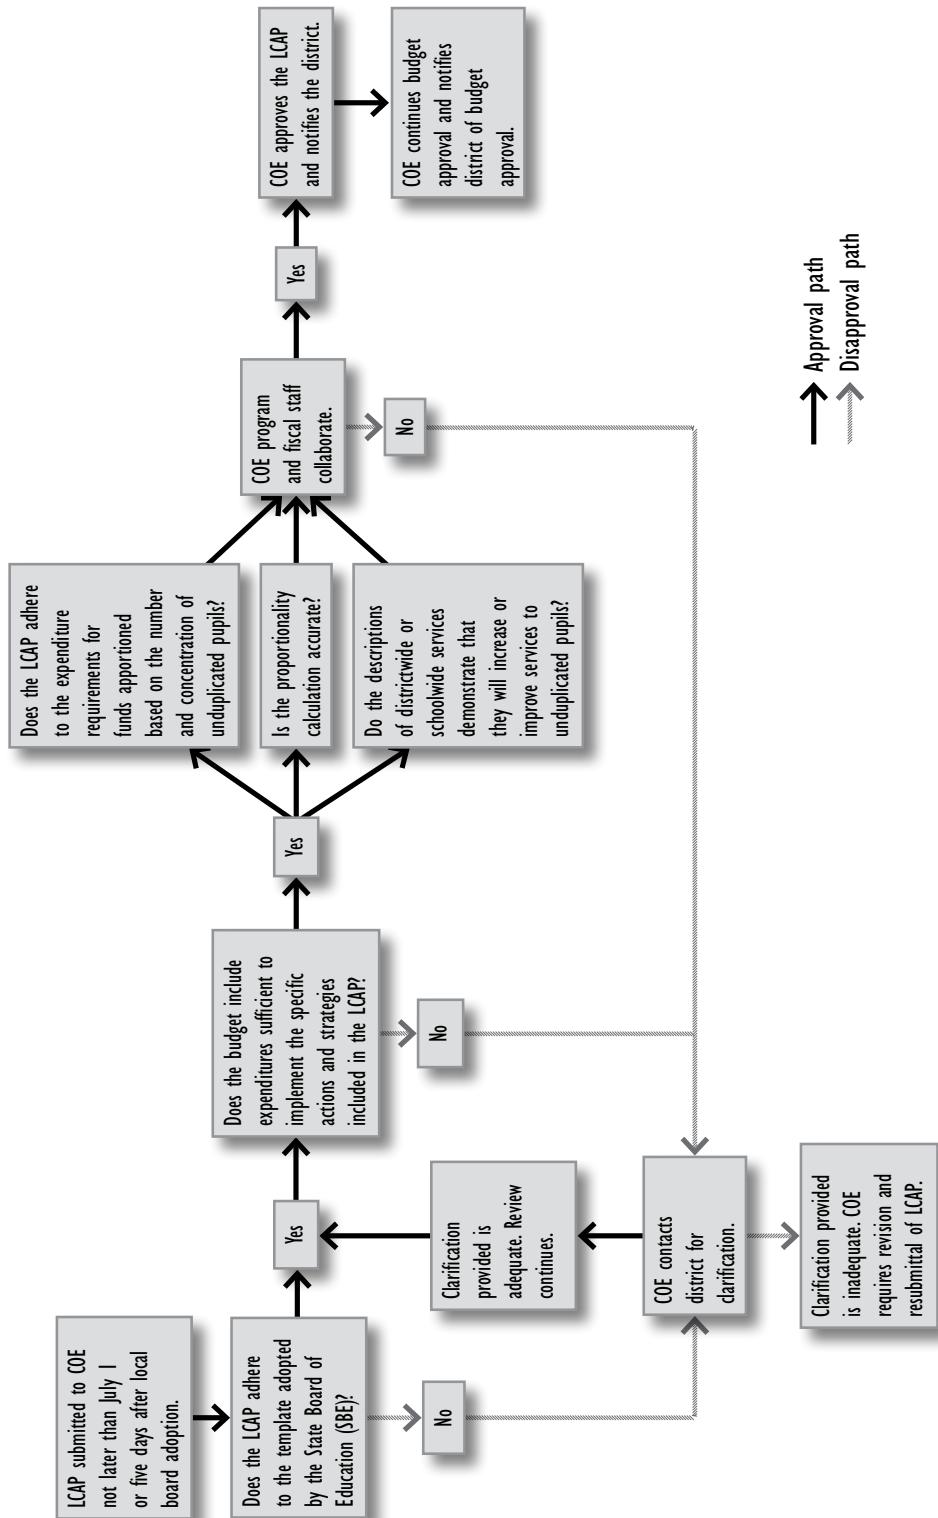 LCAP submitted to COE
not later than July 1
or five days after local
board adoption.
Does the LCAP adhere
to the template adopted
by the State Board of
Education (SBE)?
Yes
No
Clarification
provided is
adequate. Review
continues.
COE contacts
district for
clarification.
Clarification provided
is inadequate. COE
requires revision and
resubmittal of LCAP.
Does the budget include
expenditures sufficient to
implement the specific
actions and strategies
included in the LCAP?
No
Yes
Does the LCAP adhere
to the expenditure
requirements for
funds apportioned
based on the number
and concentration of
unduplicated pupils?
Is the proportionality
calculation accurate?
Do the descriptions
of districtwide or
schoolwide services
demonstrate that
they will increase or
improve services to
unduplicated pupils?
COE program
and fiscal staff
collaborate.
No
Yes
COE approves the LCAP
and notifies the district.
COE continues budget
approval and notifies
district of budget
approval.
Approval path
Disapproval path